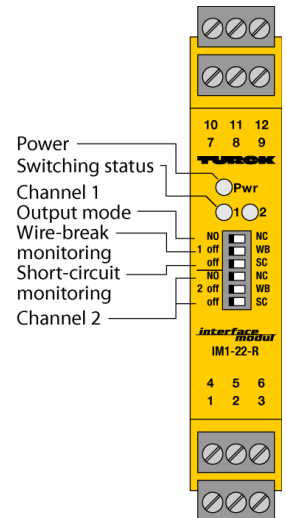 10 11 12
7 8 9
TURCK
Power
Pwr
Switching status
1 2
Channel 1
Output mode
NO NC
Wire-break
monitoring
1 off WB
Short-circuit
monitoring
off SC
NO NC
2 off WB
Channel 2
off SC
interface
modul
IM1-22-R
4 5 6
1 2 3